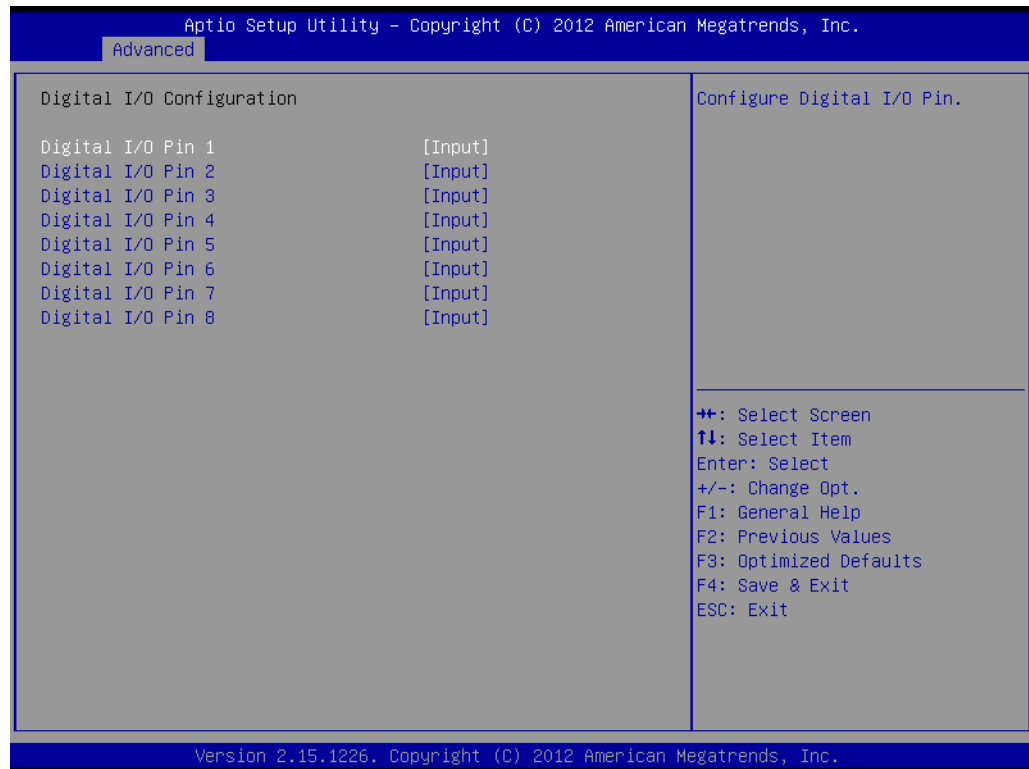 Aptio Setup Utility – Copyright (C) 2012 American Megatrends, Inc.
Advanced
Digital I/O Configuration
Digital I/O Pin 1 [Input]
Digital I/O Pin 2 [Input]
Digital I/O Pin 3 [Input]
Digital I/O Pin 4 [Input]
Digital I/O Pin 5 [Input]
Digital I/O Pin 6 [Input]
Digital I/O Pin 7 [Input]
Digital I/O Pin 8 [Input]
Configure Digital I/O Pin.
→←: Select Screen
↑↓: Select Item
Enter: Select
+/-: Change Opt.
F1: General Help
F2: Previous Values
F3: Optimized Defaults
F4: Save & Exit
ESC: Exit
Version 2.15.1226. Copyright (C) 2012 American Megatrends, Inc.